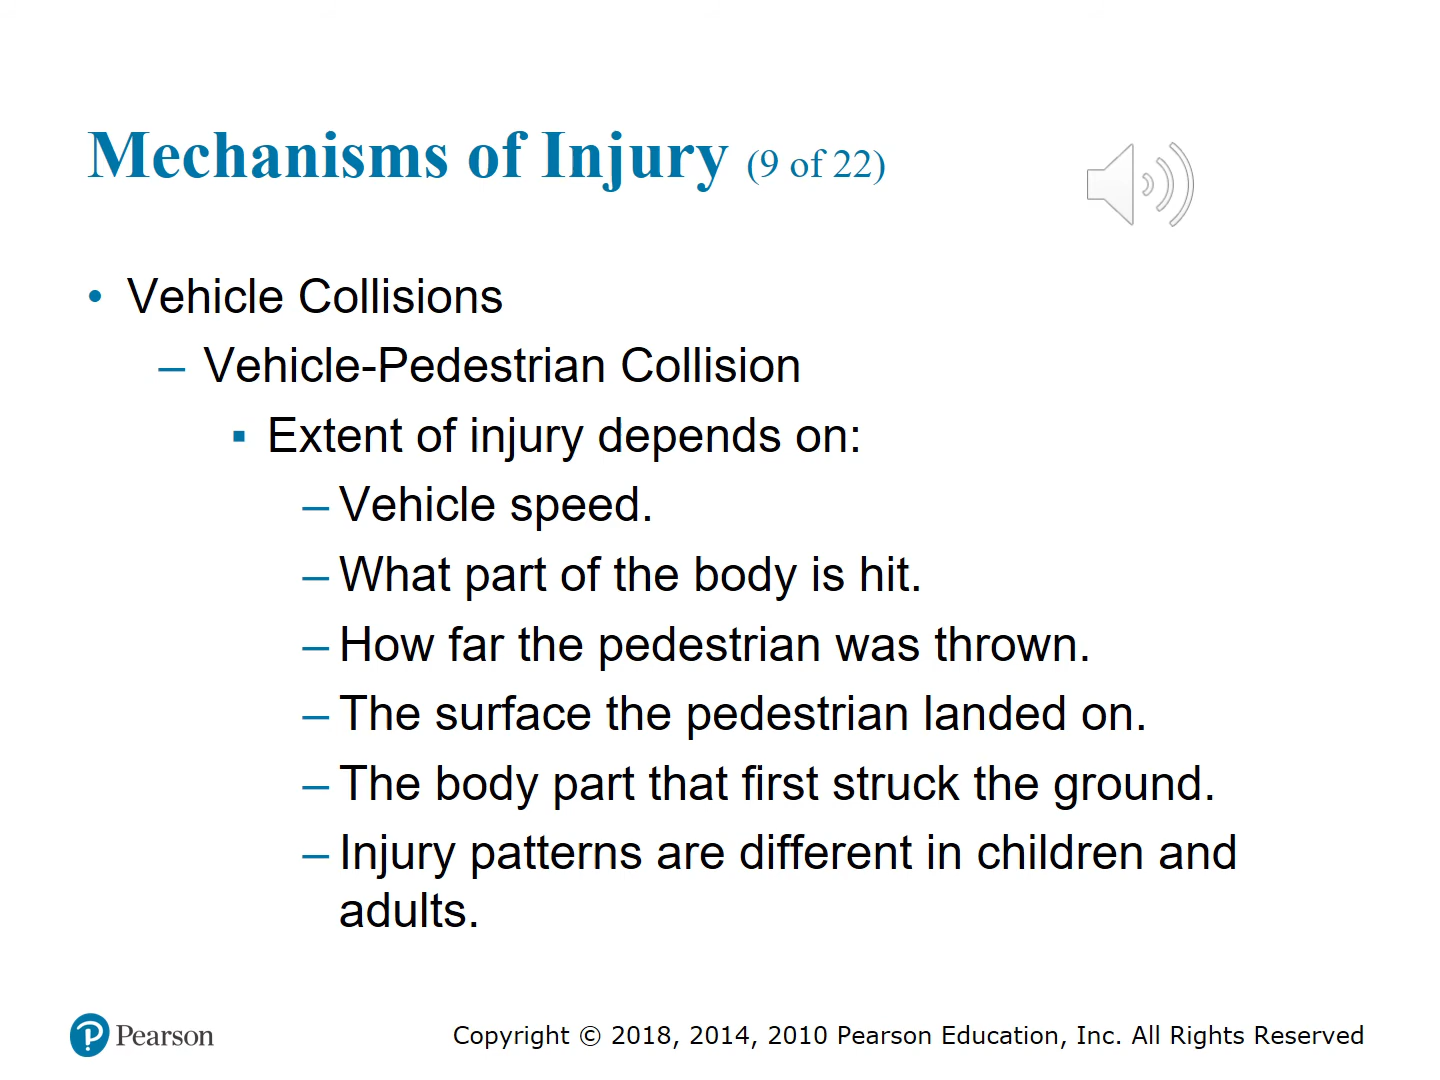 Mechanisms of Injury (9 of 22)
• Vehicle Collisions
– Vehicle-Pedestrian Collision
▪ Extent of injury depends on:
– Vehicle speed.
– What part of the body is hit.
– How far the pedestrian was thrown.
– The surface the pedestrian landed on.
– The body part that first struck the ground.
– Injury patterns are different in children and
adults.
Pearson
Copyright © 2018, 2014, 2010 Pearson Education, Inc. All Rights Reserved